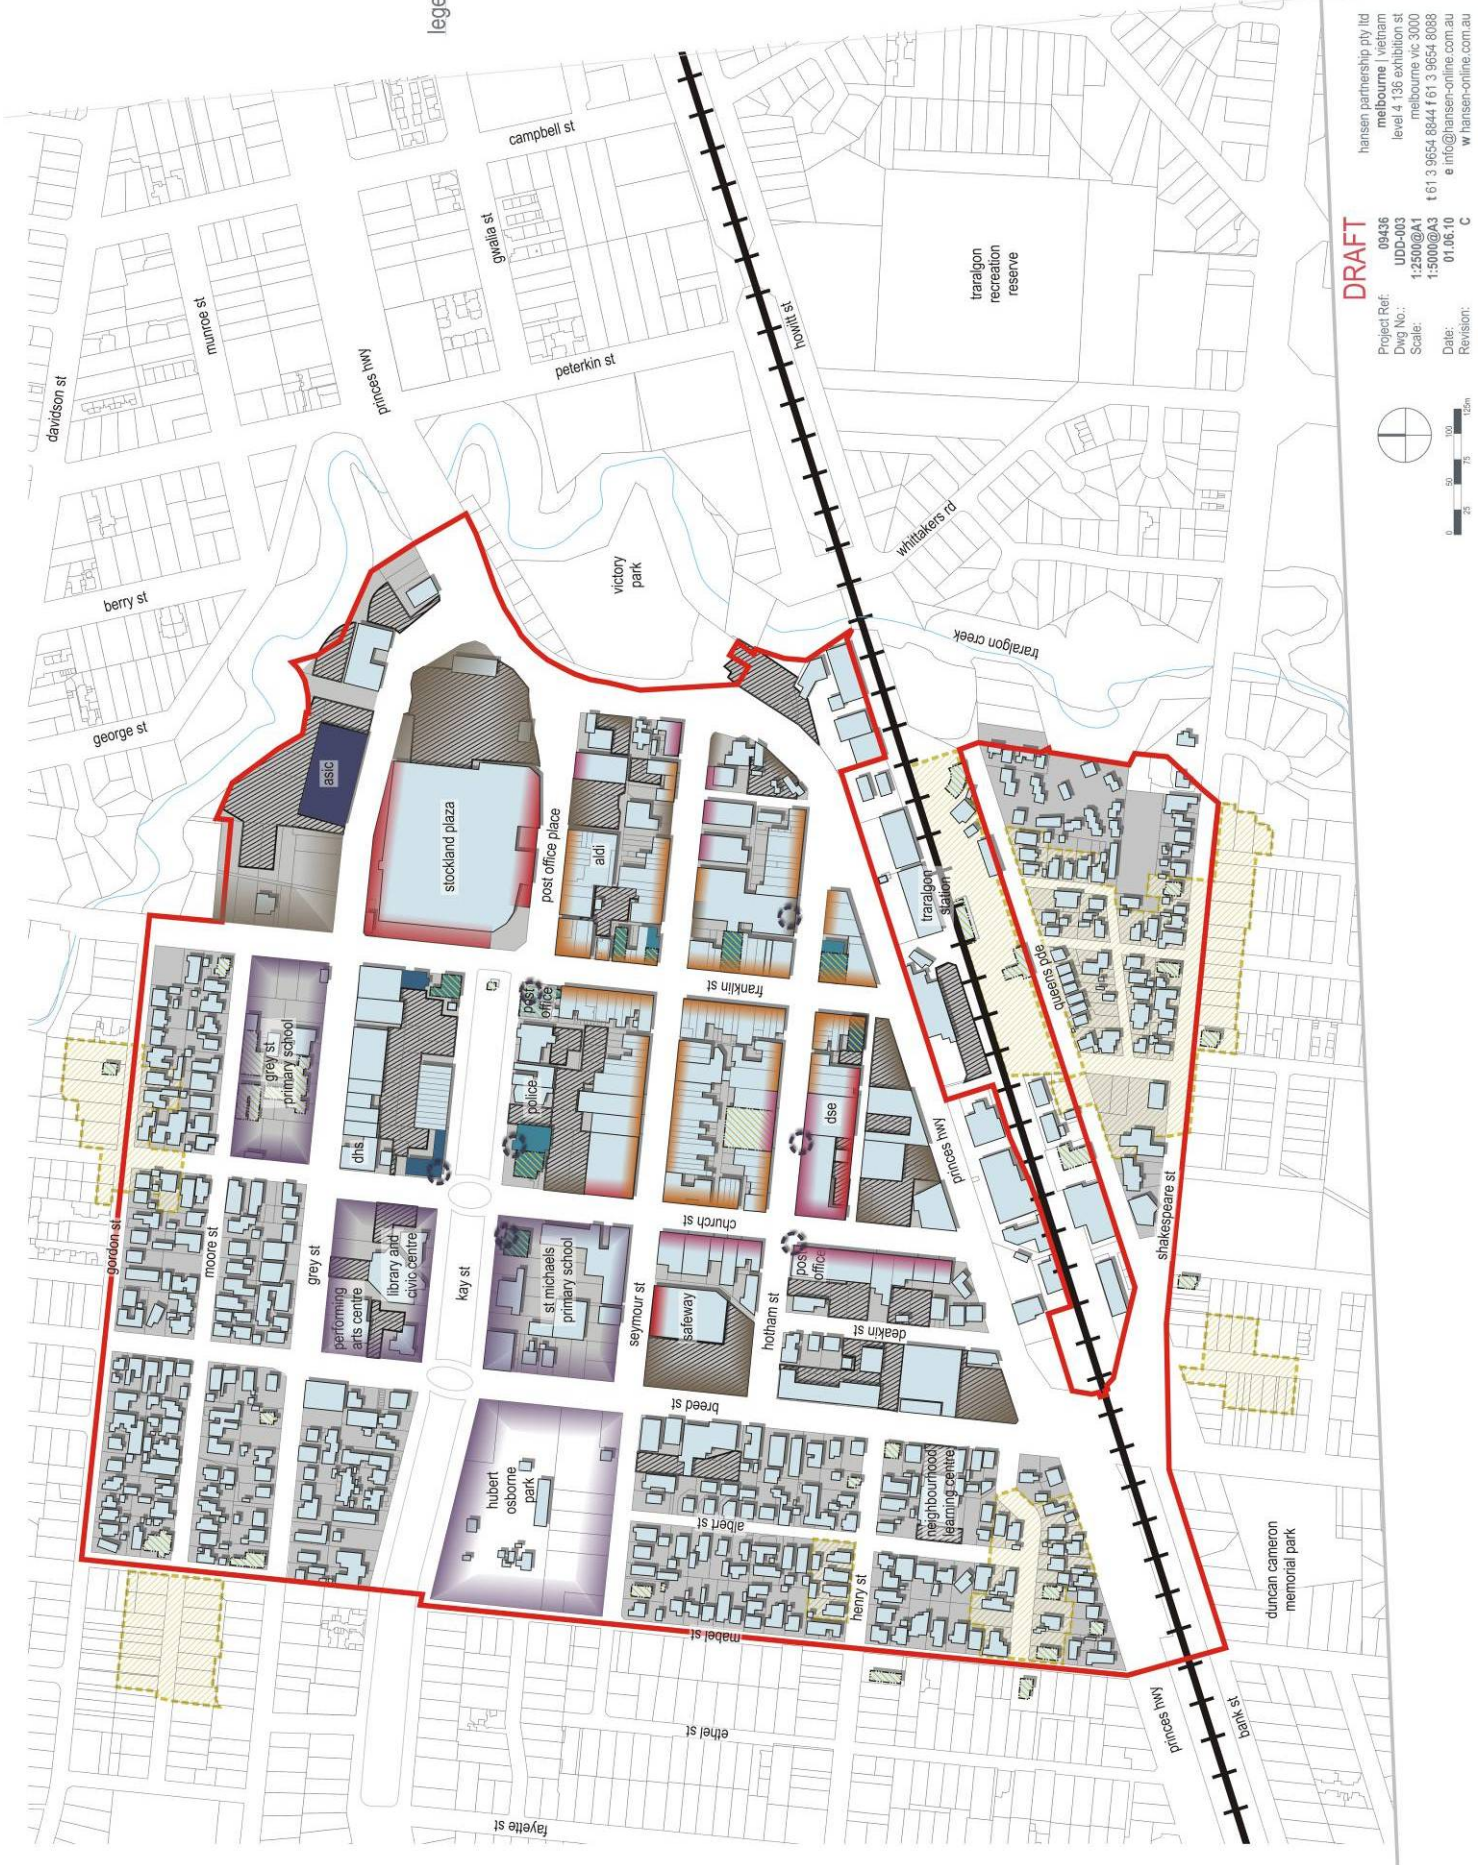 lege
davidson st
munroe st
princes hwy
campbell st
gwalia st
peterkin st
berry st
george st
howitt st
traralgon
recreation
reserve
whittakers rd
victory
park
traralgon creek
asic
stockland plaza
post office place
aldi
franklin st
traralgon
station
queens pde
grey st
primary school
dhs
police
post
office
dse
princes hwy
church st
shakespeare st
gordon st
moore st
grey st
performing
arts centre
library and
civic centre
kay st
st michaels
primary school
seymour st
safeway
hotham st
post
office
deakin st
breed st
hubert
osborne
park
albert st
neighbourhood
learning centre
henry st
mabel st
duncan cameron
memorial park
princes hwy
bank st
ethel st
fayette st
DRAFT
Project Ref: 09436
Dwg No.: UDD-003
Scale: 1:2500@A1
1:5000@A3
Date: 01.06.10
Revision: C
hansen partnership pty ltd
melbourne | vietnam
level 4 136 exhibition st
melbourne vic 3000
t 61 3 9654 8844 f 61 3 9654 8088
e info@hansen-online.com.au
w hansen-online.com.au
0 25 50 75 100 125m